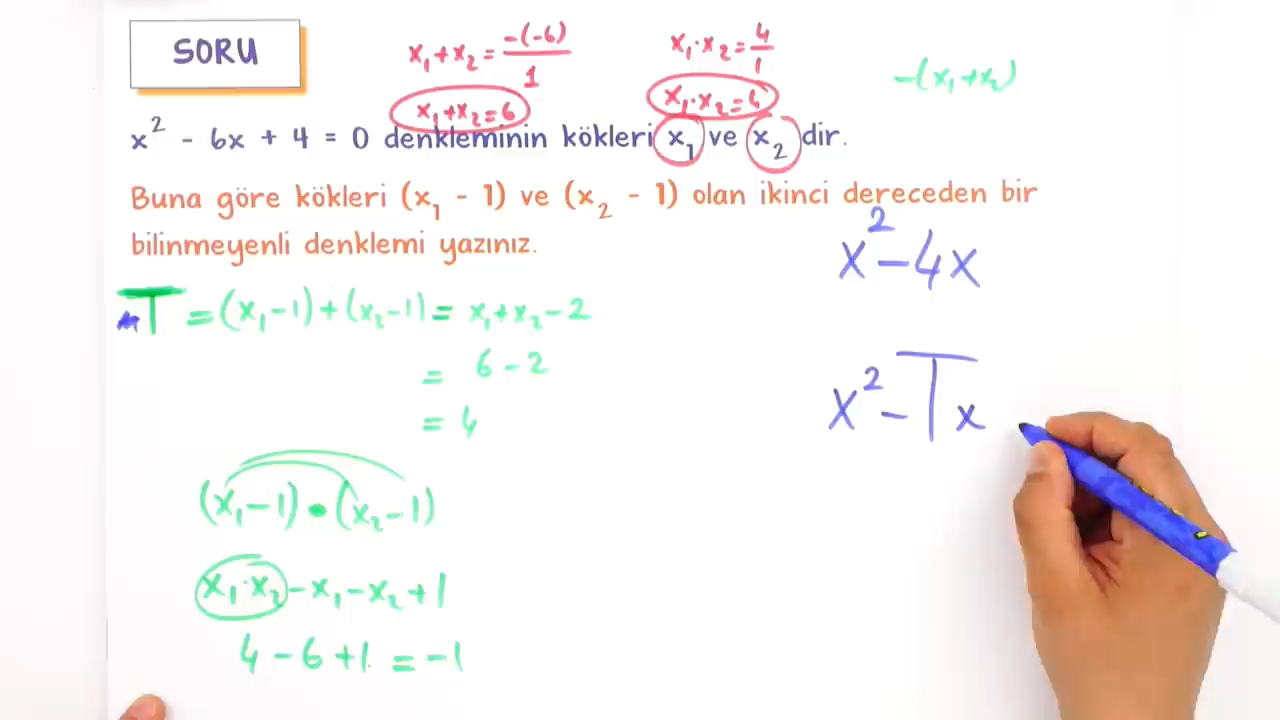 SORU
x₁+x₂ = -(-6)/1
x₁·x₂ = 4/1
-(x₁+x₂)
x₁+x₂=6
x₁·x₂=4
x² - 6x + 4 = 0 denkleminin kökleri x₁ ve x₂ dir.
Buna göre kökleri (x₁ - 1) ve (x₂ - 1) olan ikinci dereceden bir
bilinmeyenli denklemi yazınız.
x²-4x
T = (x₁-1)+(x₂-1) = x₁+x₂-2
= 6-2
= 4
x²-Tx
(x₁-1)•(x₂-1)
x₁·x₂-x₁-x₂+1
4-6+1 = -1